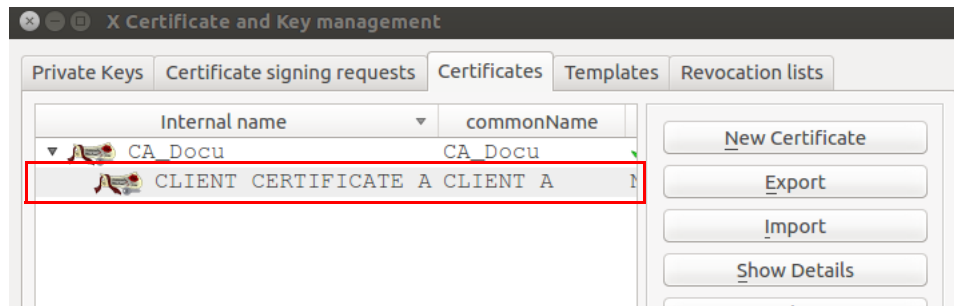 X Certificate and Key management
Private Keys Certificate signing requests Certificates Templates Revocation lists
Internal name commonName
CA_Docu CA_Docu
CLIENT CERTIFICATE A CLIENT A
New Certificate
Export
Import
Show Details